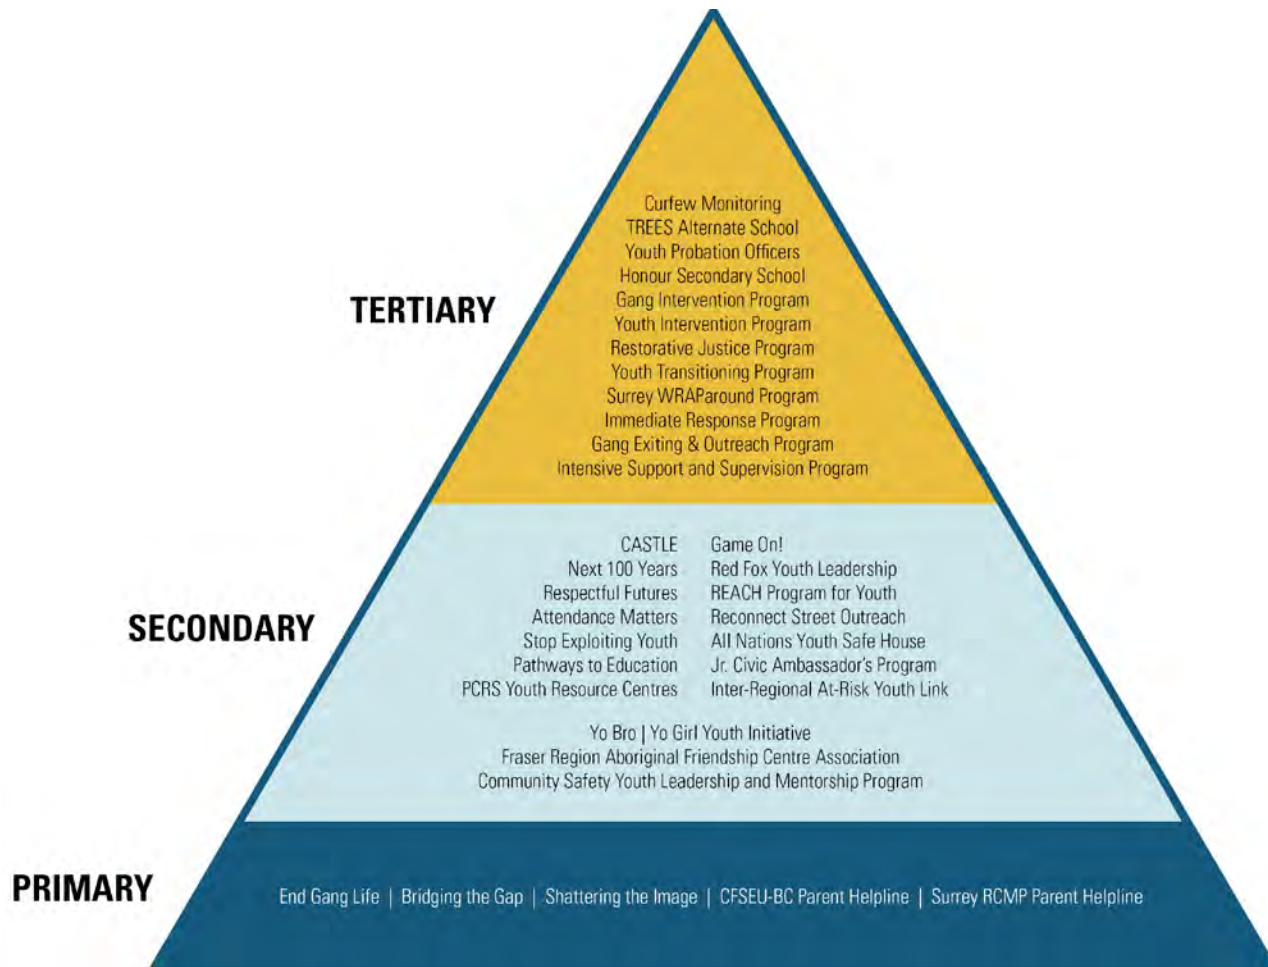 Curfew Monitoring
TREES Alternate School
Youth Probation Officers
Honour Secondary School
TERTIARY
Gang Intervention Program
Youth Intervention Program
Restorative Justice Program
Youth Transitioning Program
Surrey WRAParound Program
Immediate Response Program
Gang Exiting & Outreach Program
Intensive Support and Supervision Program
SECONDARY
CASTLE
Next 100 Years
Respectful Futures
Attendance Matters
Stop Exploiting Youth
Pathways to Education
PCRS Youth Resource Centres
Game On!
Red Fox Youth Leadership
REACH Program for Youth
Reconnect Street Outreach
All Nations Youth Safe House
Jr. Civic Ambassador's Program
Inter-Regional At-Risk Youth Link
Yo Bro | Yo Girl Youth Initiative
Fraser Region Aboriginal Friendship Centre Association
Community Safety Youth Leadership and Mentorship Program
PRIMARY
End Gang Life | Bridging the Gap | Shattering the Image | CFSEU-BC Parent Helpline | Surrey RCMP Parent Helpline